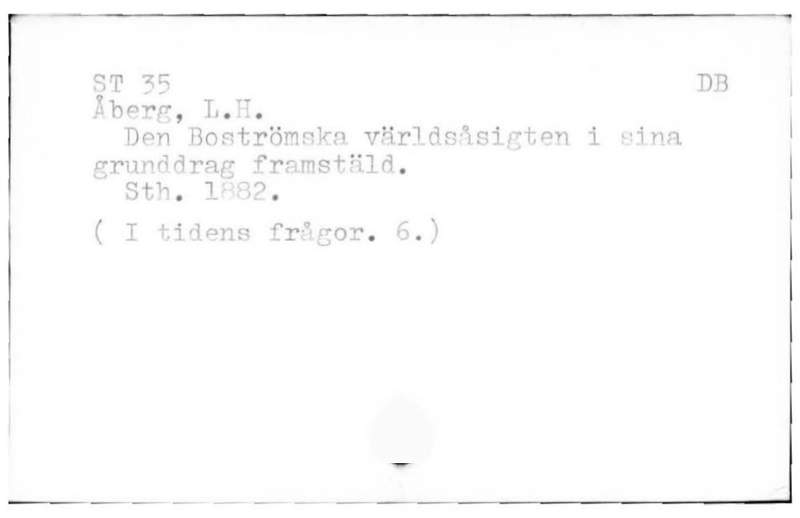 ST 35 DB
Åberg, L.H.
Den Boströmska världsåsigten i sina
grunddrag framstäld.
Sth. 1882.
( I tidens frågor. 6.)